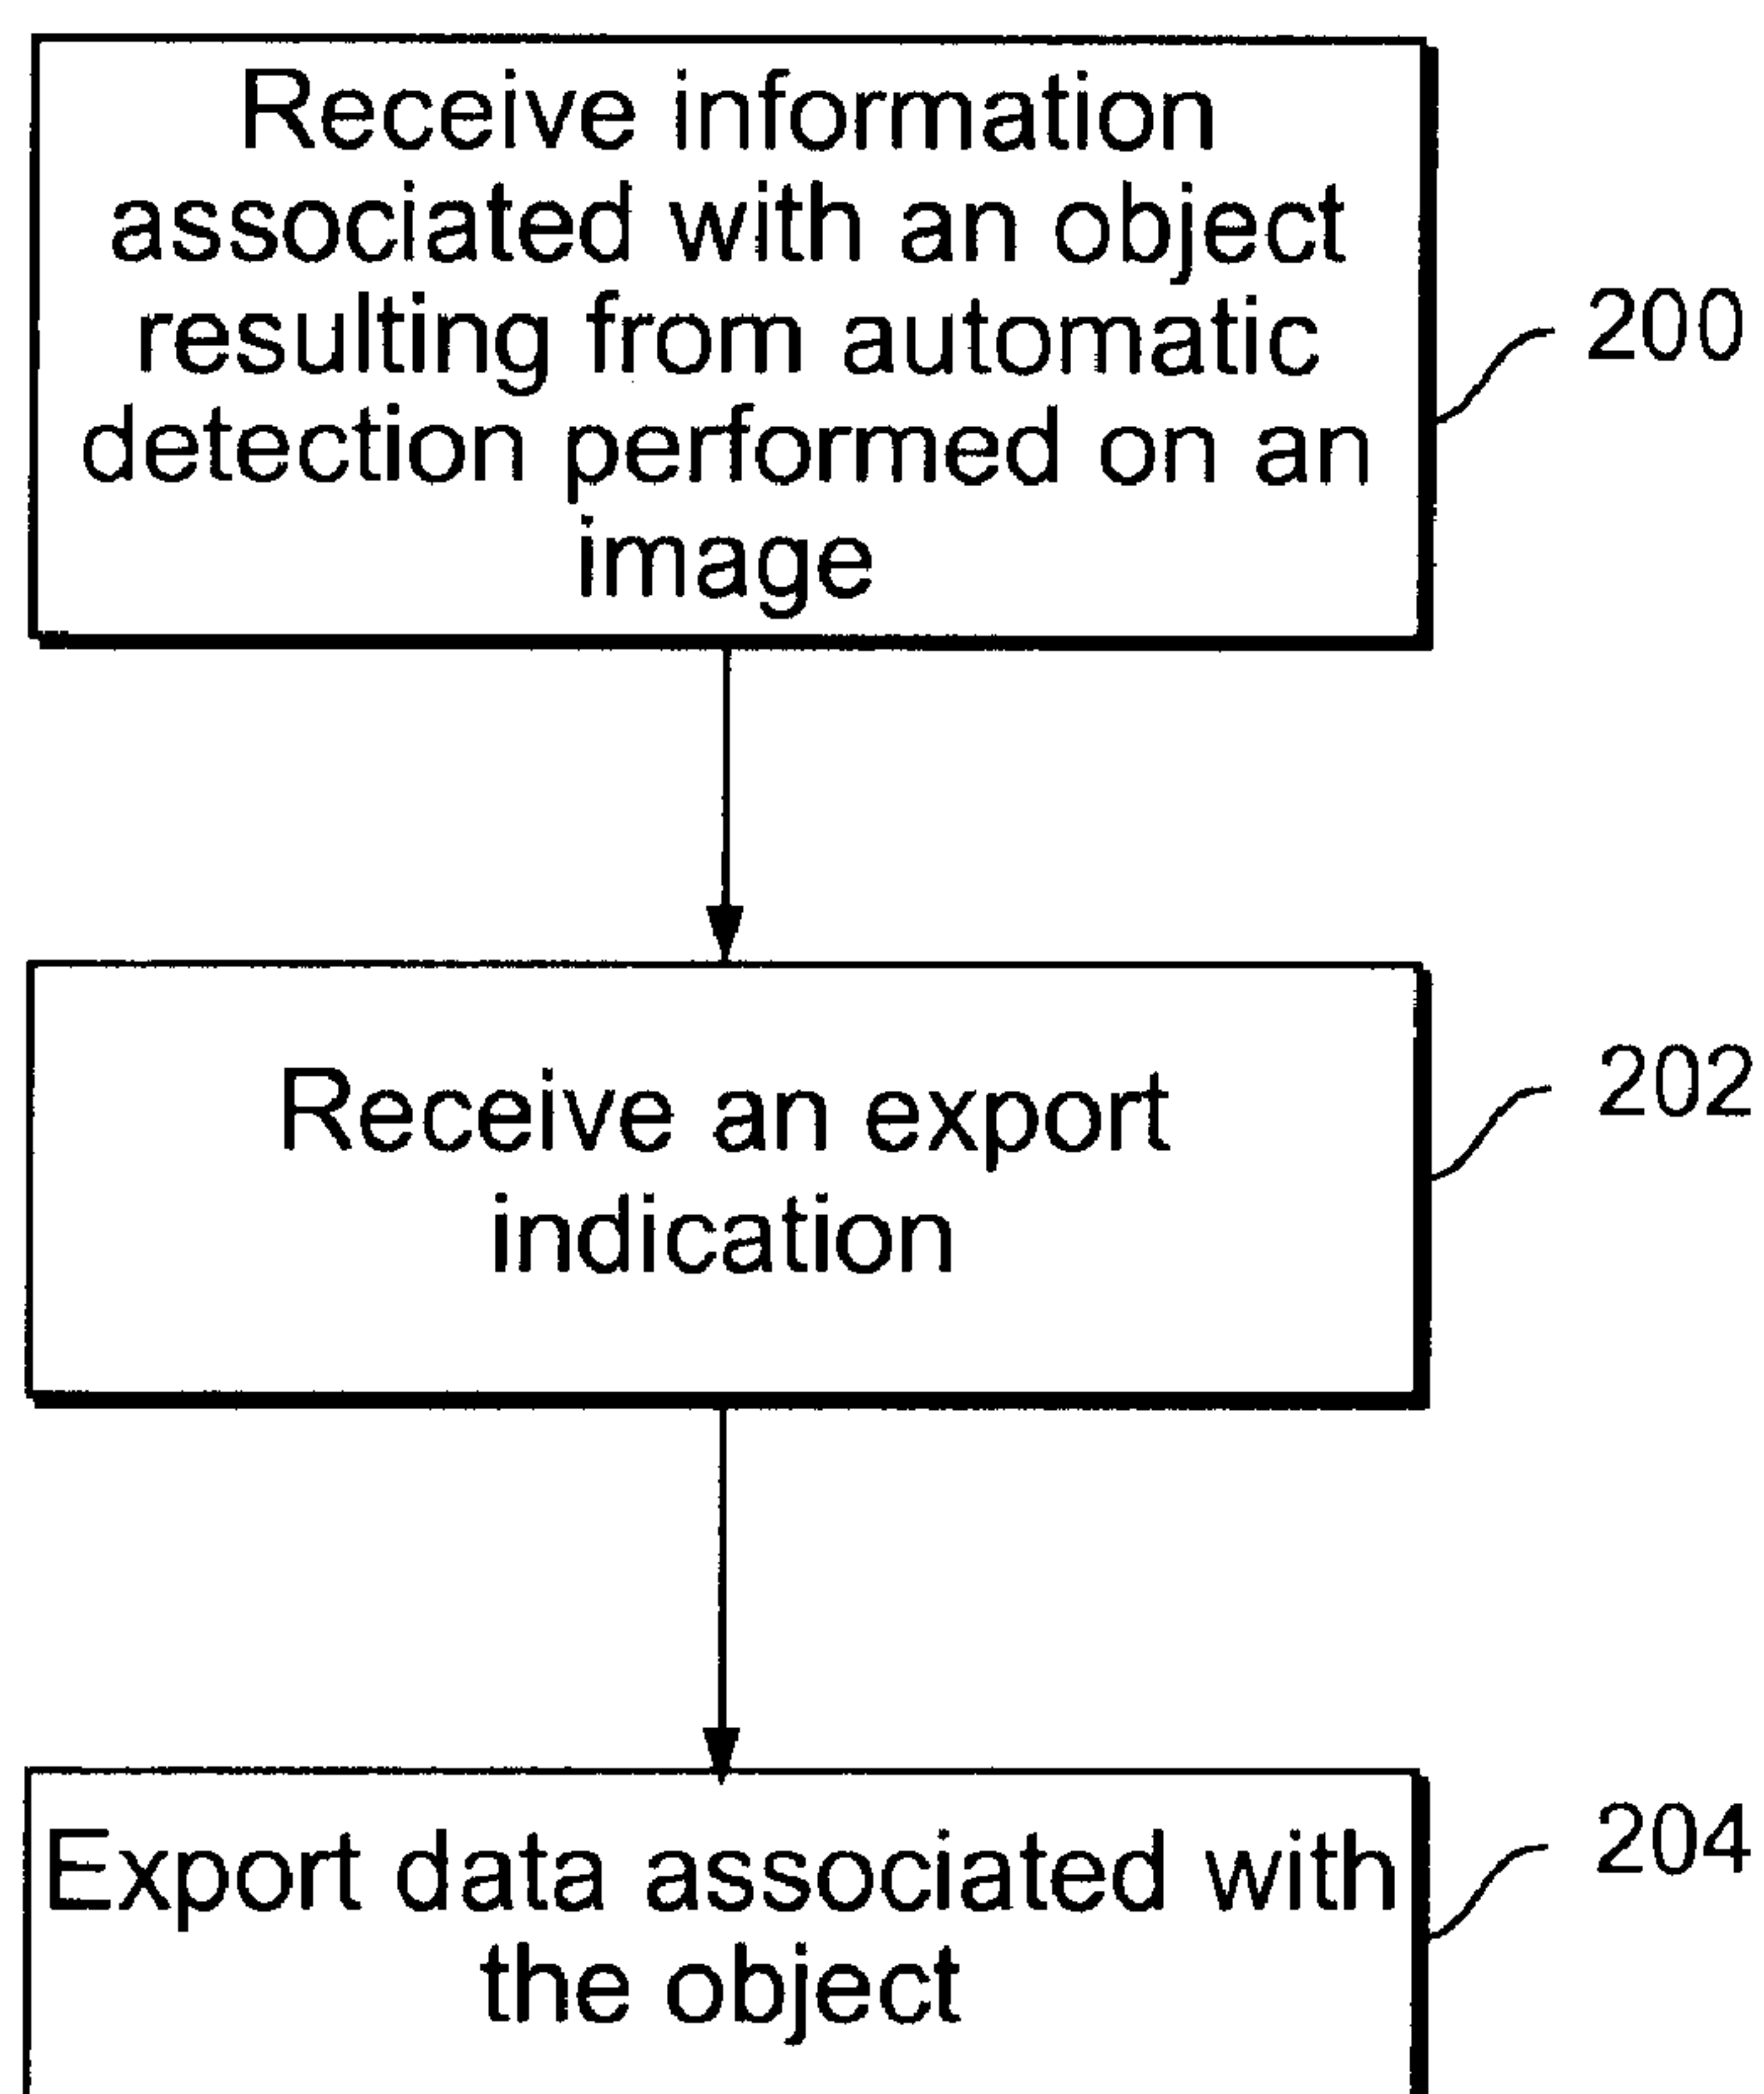 Receive information
associated with an object
resulting from automatic
detection performed on an
image
200
Receive an export
indication
202
Export data associated with
the object
204